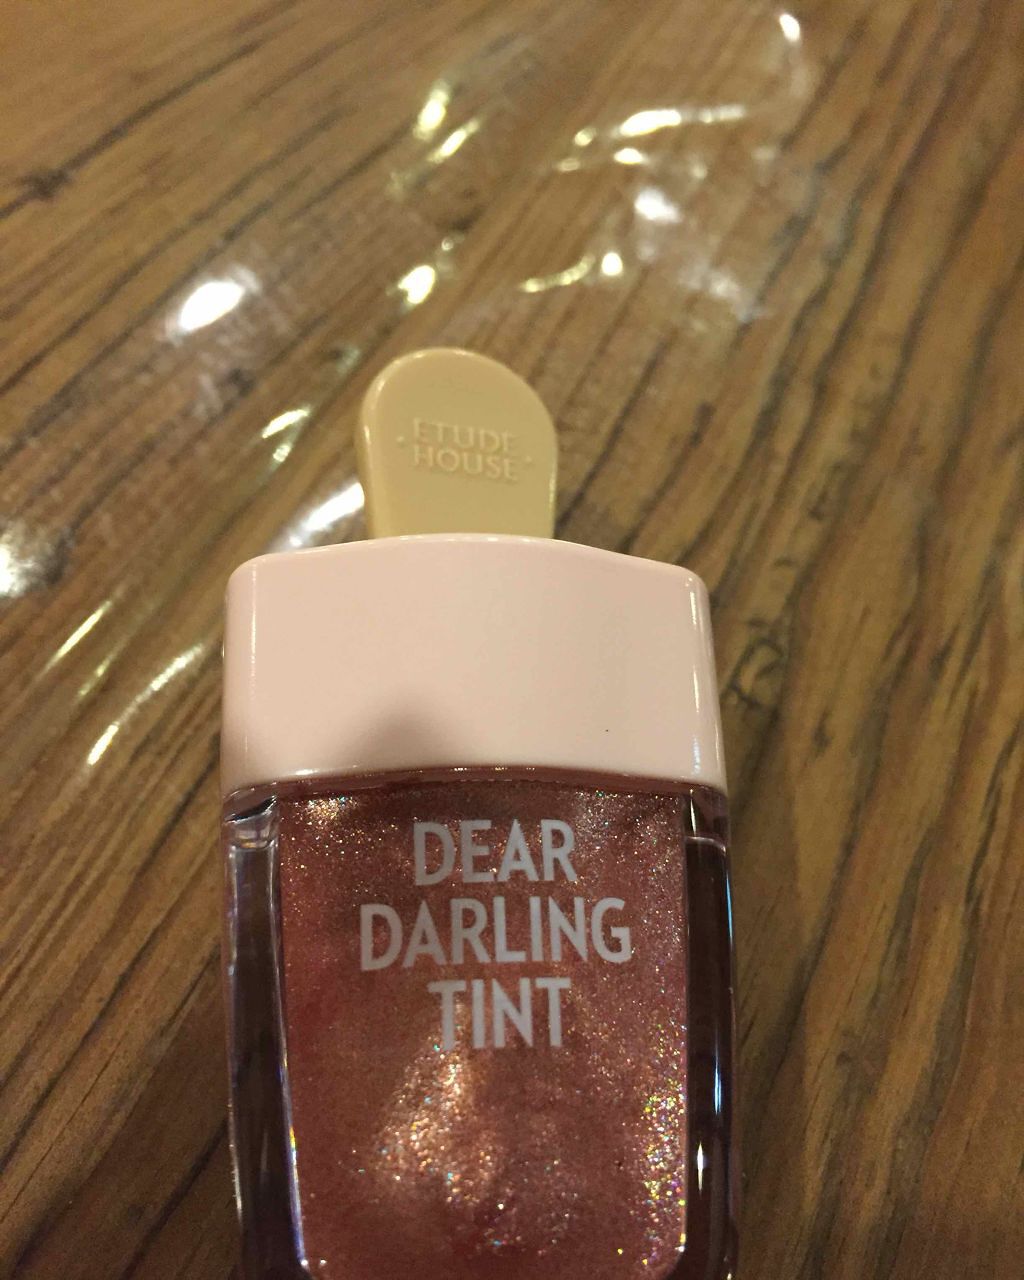 ·ETUDE·
HOUSE
DEAR
DARLING
TINT